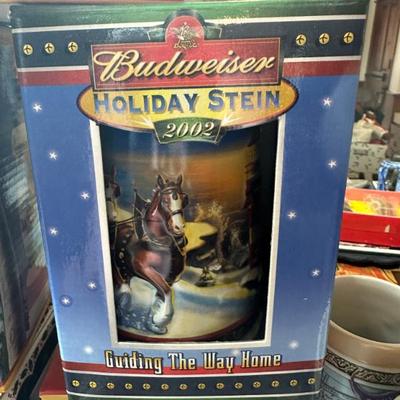 Budweiser
HOLIDAY STEIN
2002
Guiding The Way Home